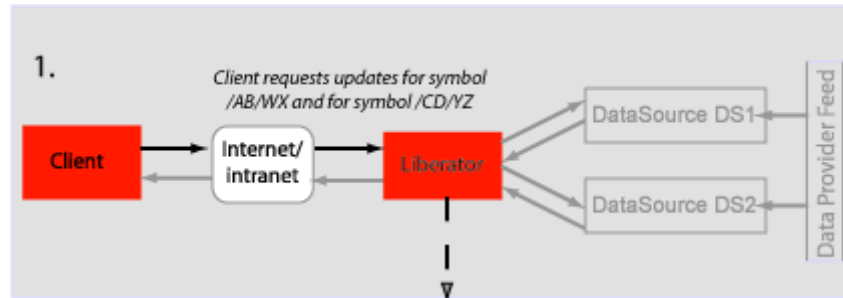 1.
Client requests updates for symbol
/AB/WX and for symbol /CD/YZ
Client
Internet/
intranet
Liberator
DataSource DS1
DataSource DS2
Data Provider Feed